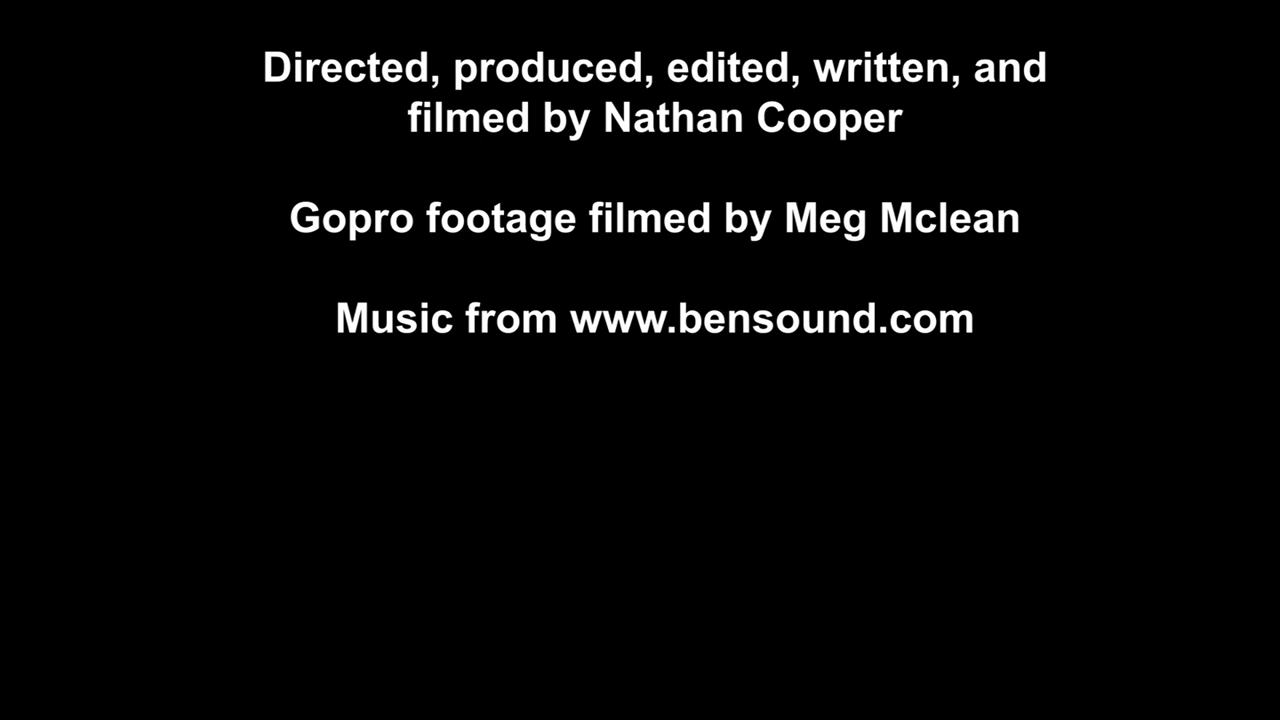 Directed, produced, edited, written, and
filmed by Nathan Cooper
Gopro footage filmed by Meg Mclean
Music from www.bensound.com